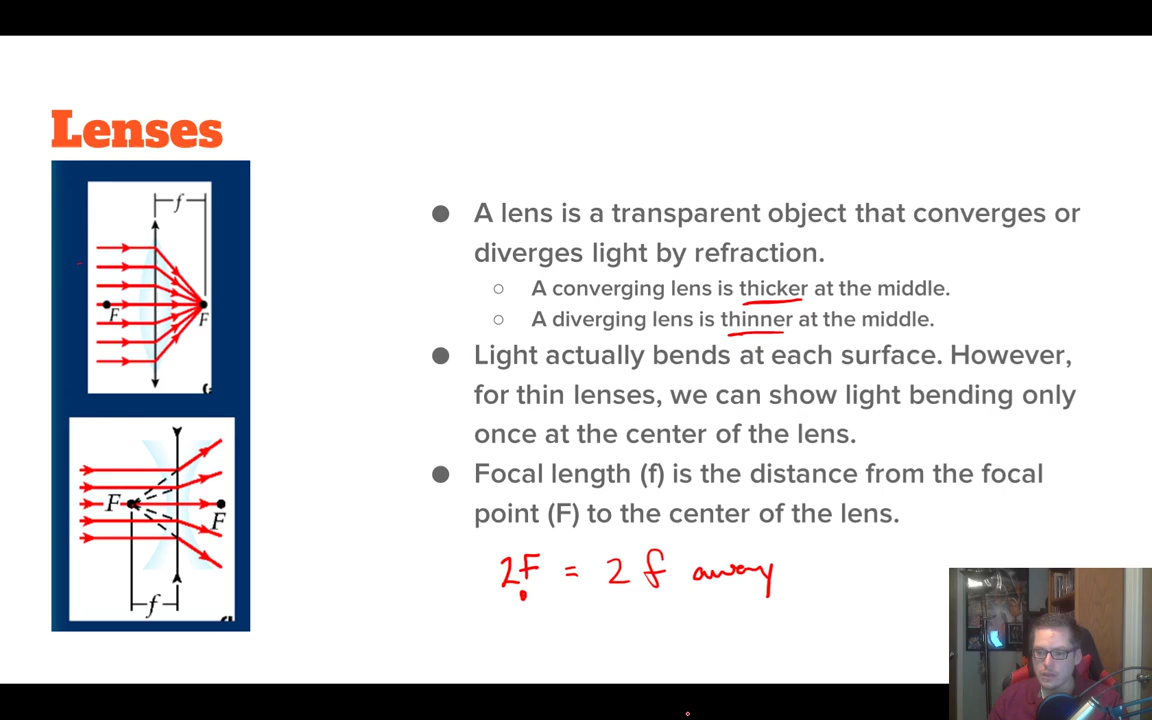 Lenses
f
F
F
F
F
f
● A lens is a transparent object that converges or
diverges light by refraction.
○ A converging lens is thicker at the middle.
○ A diverging lens is thinner at the middle.
● Light actually bends at each surface. However,
for thin lenses, we can show light bending only
once at the center of the lens.
● Focal length (f) is the distance from the focal
point (F) to the center of the lens.
2F = 2 f away